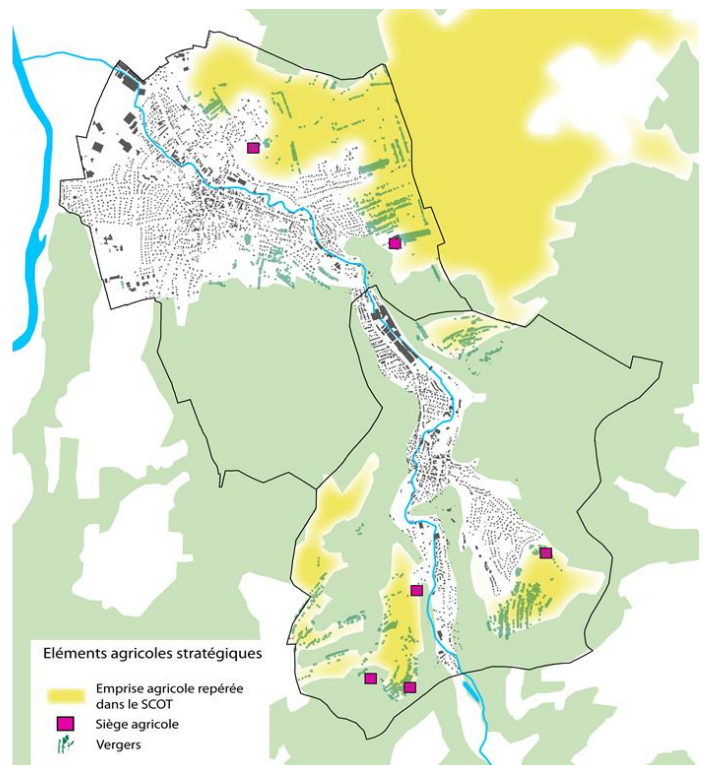 Eléments agricoles stratégiques
Emprise agricole repérée
dans le SCOT
Siège agricole
Vergers